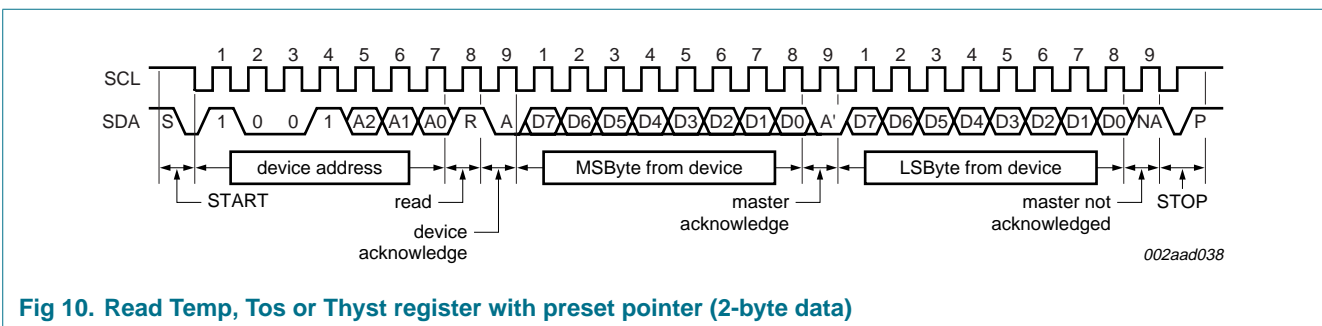 1 2 3 4 5 6 7 8 9 1 2 3 4 5 6 7 8 9 1 2 3 4 5 6 7 8 9
SCL
SDA S 1 0 0 1 A2 A1 A0 R A D7 D6 D5 D4 D3 D2 D1 D0 A' D7 D6 D5 D4 D3 D2 D1 D0 NA P
device address MSByte from device LSByte from device
START read master master not STOP
device acknowledge acknowledged
acknowledge 002aad038
Fig 10. Read Temp, Tos or Thyst register with preset pointer (2-byte data)